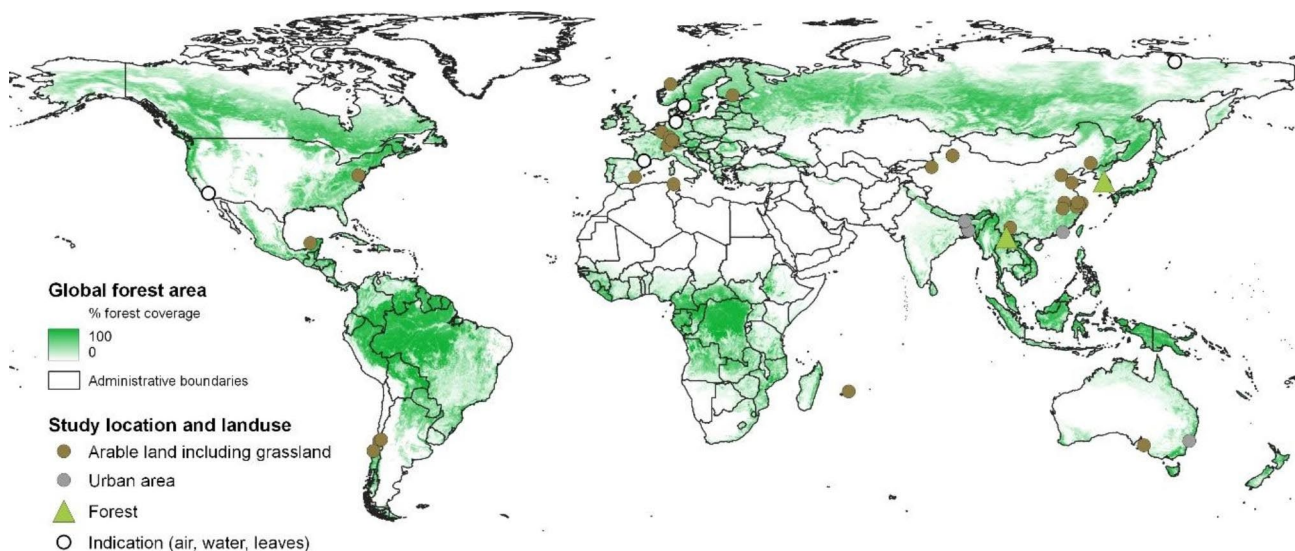 Global forest area
% forest coverage
100
0
Administrative boundaries
Study location and landuse
Arable land including grassland
Urban area
Forest
Indication (air, water, leaves)